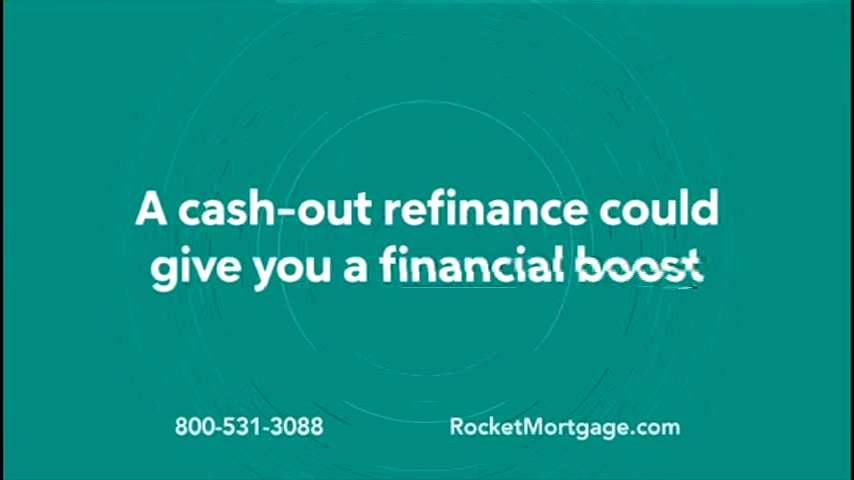 A cash-out refinance could
give you a financial boost
800-531-3088
RocketMortgage.com